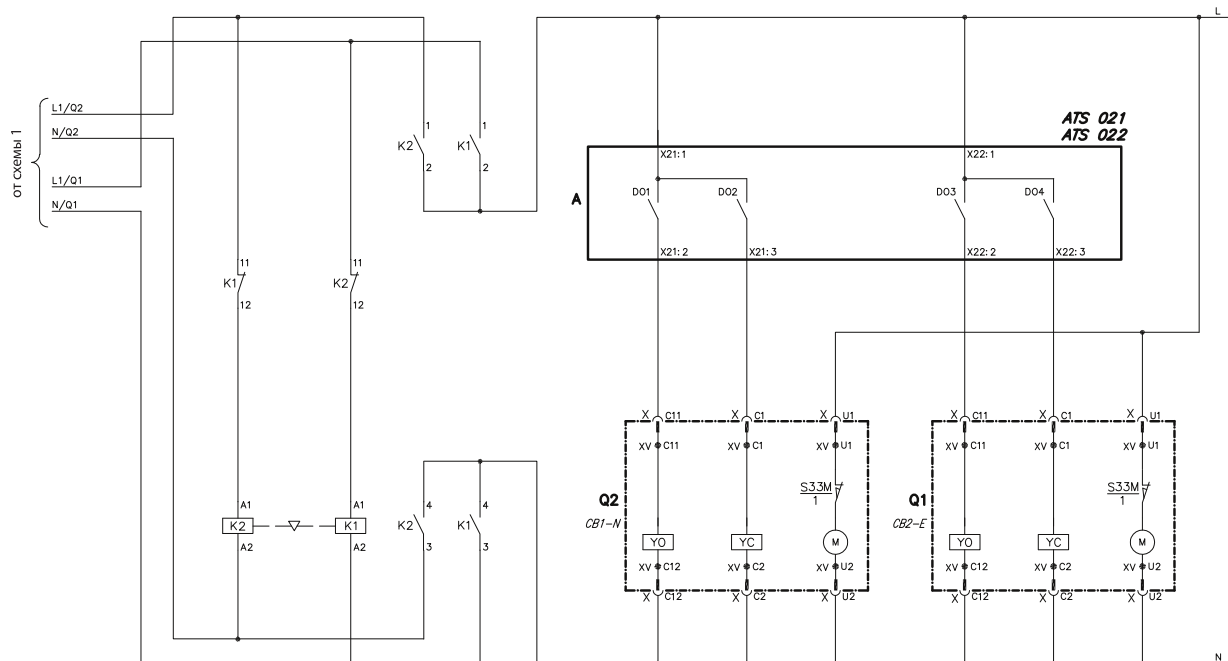 L
от схемы 1
L1/Q2
N/Q2
L1/Q1
N/Q1
1
1
K2
K1
2
2
ATS 021
ATS 022
X21:1
X22:1
A
DO1
DO2
DO3
DO4
X21:2
X21:3
X22:2
X22:3
11
11
K1
K2
12
12
X
C11
X
C1
X
U1
X
C11
X
C1
X
U1
XV
C11
XV
C1
XV
U1
XV
C11
XV
C1
XV
U1
Q2
CB1-N
S33M
1
Q1
CB2-E
S33M
1
A1
A1
4
4
K2
K1
K2
K1
A2
A2
3
3
YO
YC
M
YO
YC
M
XV
C12
XV
C2
XV
U2
XV
C12
XV
C2
XV
U2
X
C12
X
C2
X
U2
X
C12
X
C2
X
U2
N